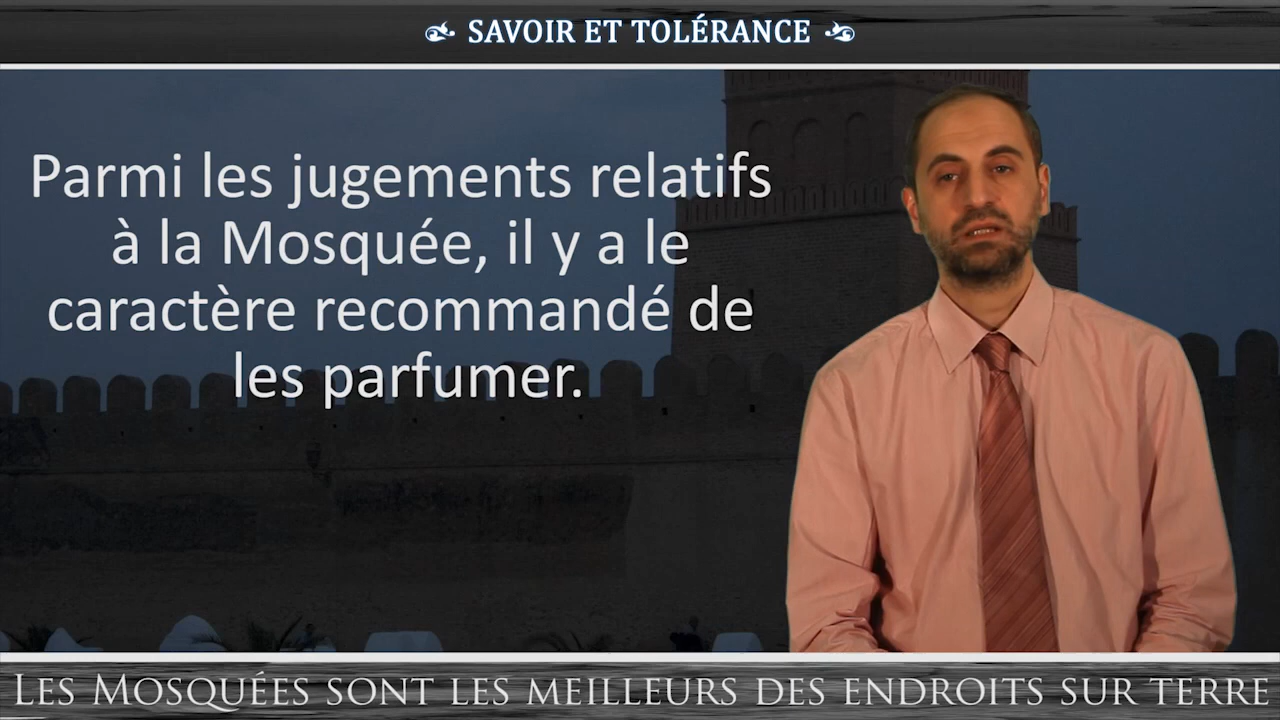 SAVOIR ET TOLÉRANCE
Parmi les jugements relatifs
à la Mosquée, il y a le
caractère recommandé de
les parfumer.
LES MOSQUÉES SONT LES MEILLEURS DES ENDROITS SUR TERRE